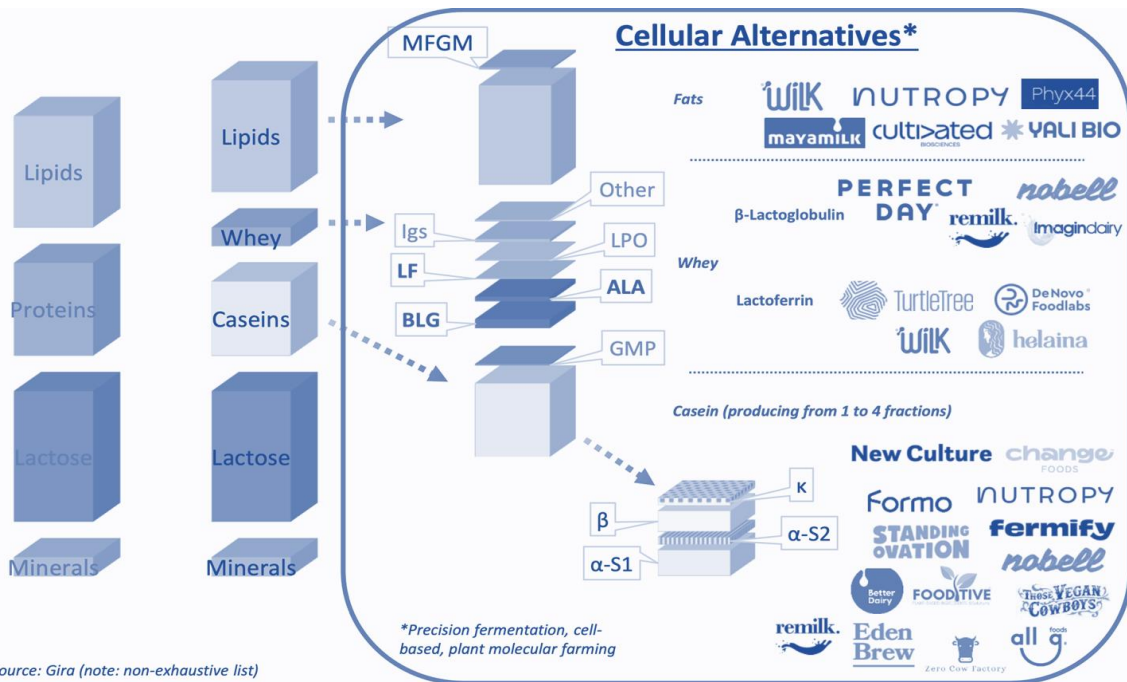 Cellular Alternatives*
MFGM
Lipids
Proteins
Lactose
Minerals
Lipids
Whey
Caseins
Lactose
Minerals
Other
Igs
LPO
LF
ALA
BLG
GMP
κ
β
α-S2
α-S1
Fats
WiLK
NUTROPY
Phyx44
mayamiLK
cultivated
BIOSCIENCES
YALI BIO
Whey
β-Lactoglobulin
PERFECT
DAY
nobell
remilk.
Imagindairy
Lactoferrin
TurtleTree
De Novo
Foodlabs
WiLK
helaina
Casein (producing from 1 to 4 fractions)
New Culture
change
FOODS
Formo
NUTROPY
STANDING
OVATION
fermify
nobell
Better
Dairy
FOODITIVE
THOSE VEGAN
COWBOYS
remilk.
Eden
Brew
Zero Cow Factory
all g.
foods
*Precision fermentation, cell-
based, plant molecular farming
ource: Gira (note: non-exhaustive list)